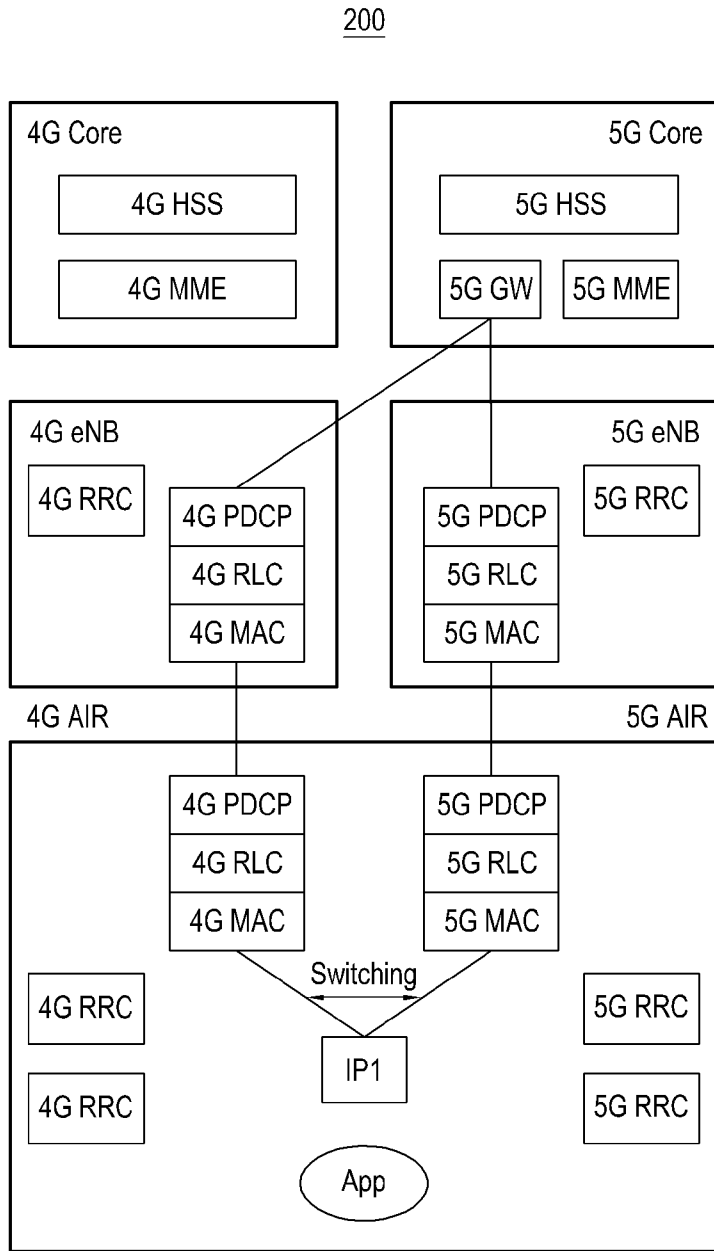 200
4G Core
4G HSS
4G MME
5G Core
5G HSS
5G GW
5G MME
4G eNB
4G RRC
4G PDCP
4G RLC
4G MAC
5G eNB
5G RRC
5G PDCP
5G RLC
5G MAC
4G AIR
5G AIR
4G PDCP
4G RLC
4G MAC
5G PDCP
5G RLC
5G MAC
Switching
4G RRC
5G RRC
IP1
4G RRC
5G RRC
App